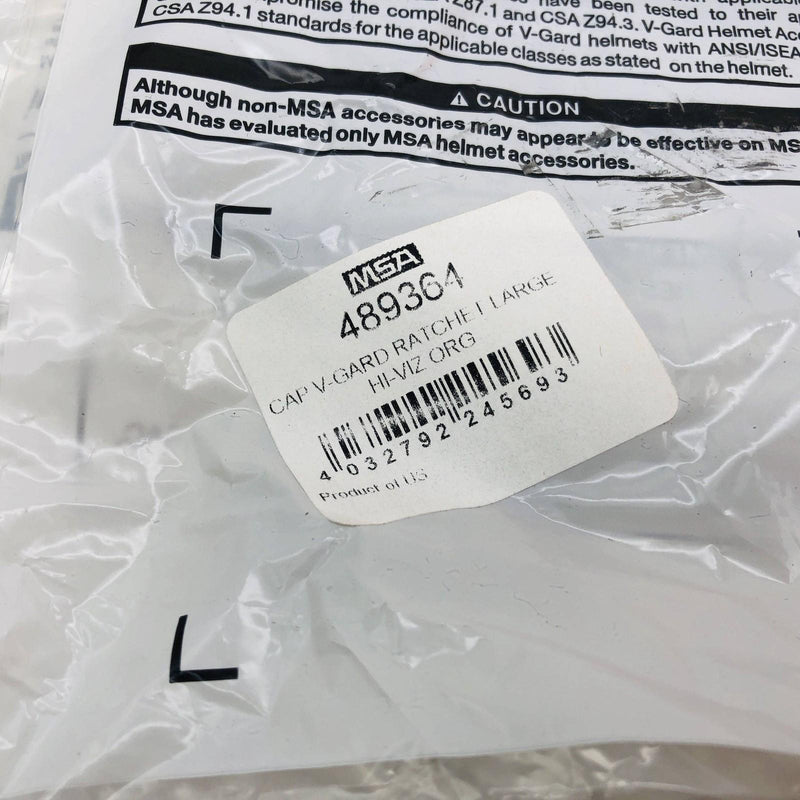 have been tested to their
Z87.1 and CSA Z94.3. V-Gard Helmet
the compliance of V-Gard helmets with ANSI/ISEA
CSA Z94.1 standards for the applicable classes as stated on the helmet.
⚠ CAUTION
Although non-MSA accessories may appear to be effective on
MSA has evaluated only MSA helmet accessories.
MSA
489364
CAP V-GARD RATCHET LARGE
HI-VIZ ORG
4 032792 245693
Product of US